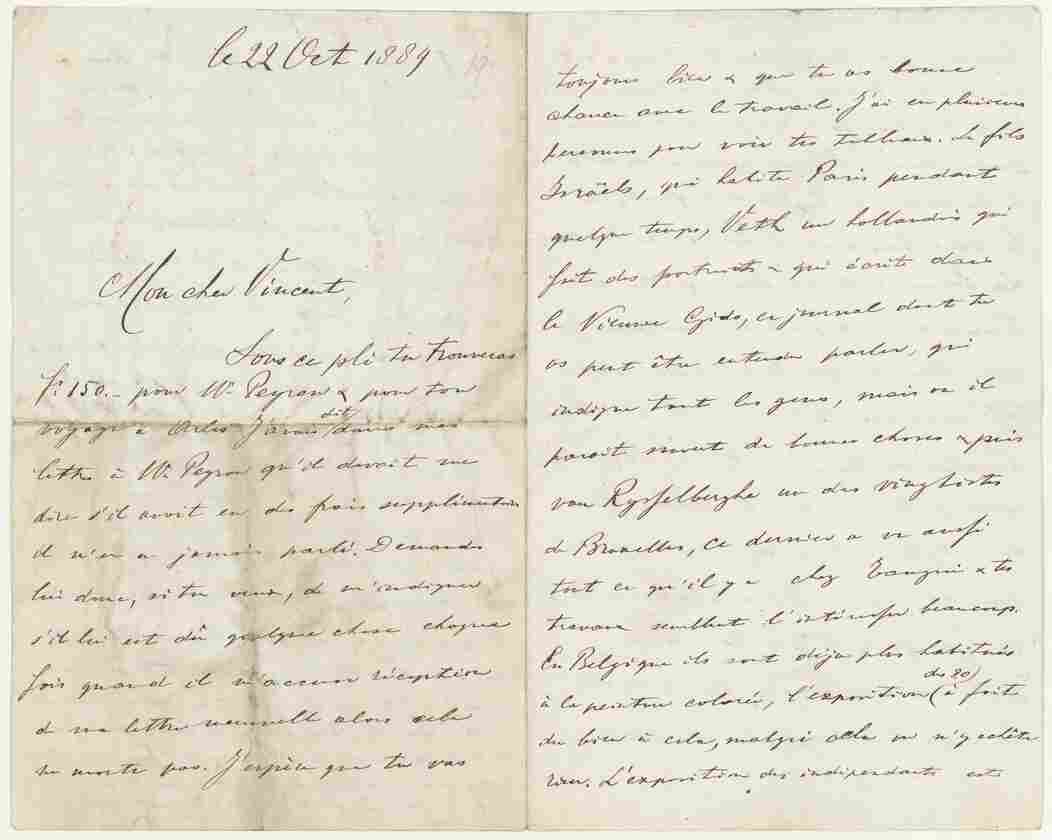 le 22 Oct 1889
Mon cher Vincent,
Sous ce pli tu trouveras
fr. 150.- pour Mr Peyron & pour ton
voyage à Arles. J'avais dit dans ma
lettre à Mr Peyron qu'il devait me
dire s'il avait eu des frais supplémentaires
il n'en a jamais parlé. Demande
lui donc, si tu veux, de m'indiquer
s'il lui est dû quelque chose chaque
fois quand il m'accuse réception
de ma lettre mensuelle alors cela
ne monte pas. J'espère que tu vas
toujours bien & que tu as bonne
chance avec le travail. J'ai eu plusieurs
personnes pour voir tes tableaux. Le fils
Israëls, qui habite Paris pendant
quelque temps, Veth un hollandais qui
fait des portraits & qui écrit dans
le Nieuwe Gids, ce journal dont tu
as peut être entendu parler, qui
indigne tout les gens, mais où il
parait souvent de bonnes choses & puis
van Rysselberghe un des vingtistes
de Bruxelles, ce dernier a vu aussi
tout ce qu'il y a chez Tanguy & tes
travaux semblent l'intéresser beaucoup.
En Belgique ils sont déja plus habitués
à la peinture colorée, l'exposition (des 20) a fait
du bien à cela, malgré cela on n'y achète
rien. L'exposition des indépendants est